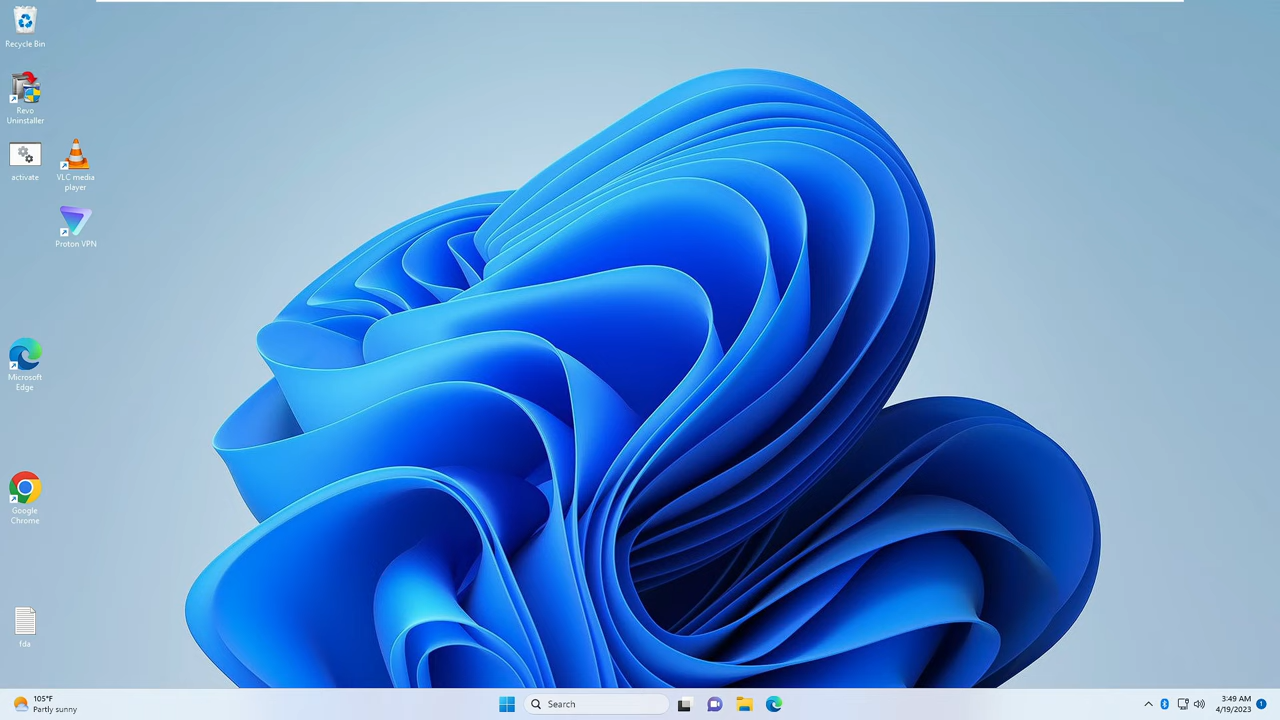 Recycle Bin
Revo
Uninstaller
activate
VLC media
player
Proton VPN
Microsoft
Edge
Google
Chrome
fda
105°F
Partly sunny
Search
3:49 AM
4/19/2023
1